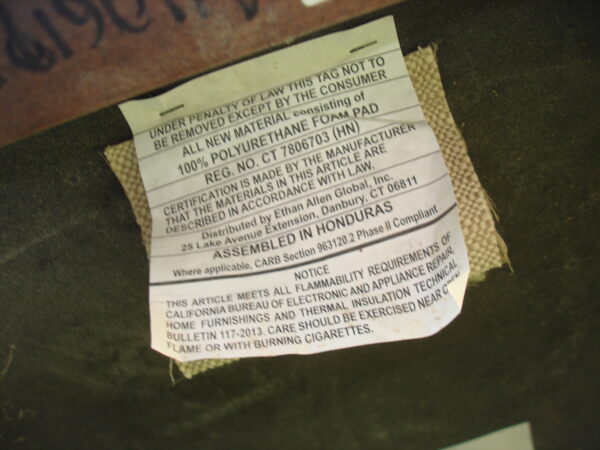 UNDER PENALTY OF LAW THIS TAG NOT TO
BE REMOVED EXCEPT BY THE CONSUMER
ALL NEW MATERIAL consisting of
100% POLYURETHANE FOAM PAD
REG. NO. CT 7806703 (HN)
CERTIFICATION IS MADE BY THE MANUFACTURER
THAT THE MATERIALS IN THIS ARTICLE ARE
DESCRIBED IN ACCORDANCE WITH LAW.
Distributed by Ethan Allen Global, Inc.
25 Lake Avenue Extension, Danbury, CT 06811
ASSEMBLED IN HONDURAS
Where applicable, CARB Section 963120.2 Phase II Compliant
NOTICE
THIS ARTICLE MEETS ALL FLAMMABILITY REQUIREMENTS OF
CALIFORNIA BUREAU OF ELECTRONIC AND APPLIANCE REPAIR,
HOME FURNISHINGS AND THERMAL INSULATION TECHNICAL
BULLETIN 117-2013. CARE SHOULD BE EXERCISED NEAR
FLAME OR WITH BURNING CIGARETTES.